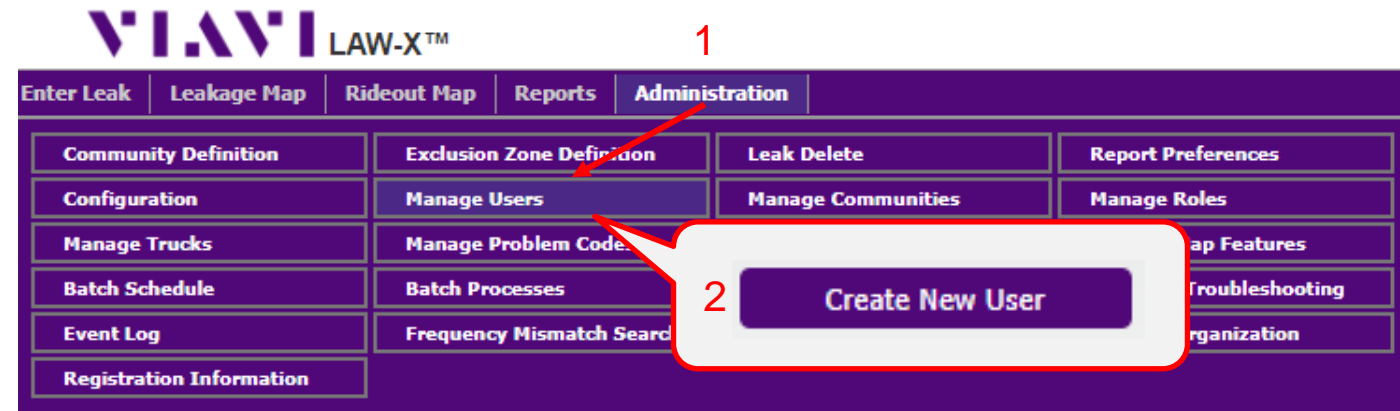 VIAVI LAW-X™
1
Enter Leak Leakage Map Rideout Map Reports Administration
Community Definition Exclusion Zone Definition Leak Delete Report Preferences
Configuration Manage Users Manage Communities Manage Roles
Manage Trucks Manage Problem Codes ap Features
Batch Schedule Batch Processes Troubleshooting
2 Create New User
Event Log Frequency Mismatch Search rganization
Registration Information